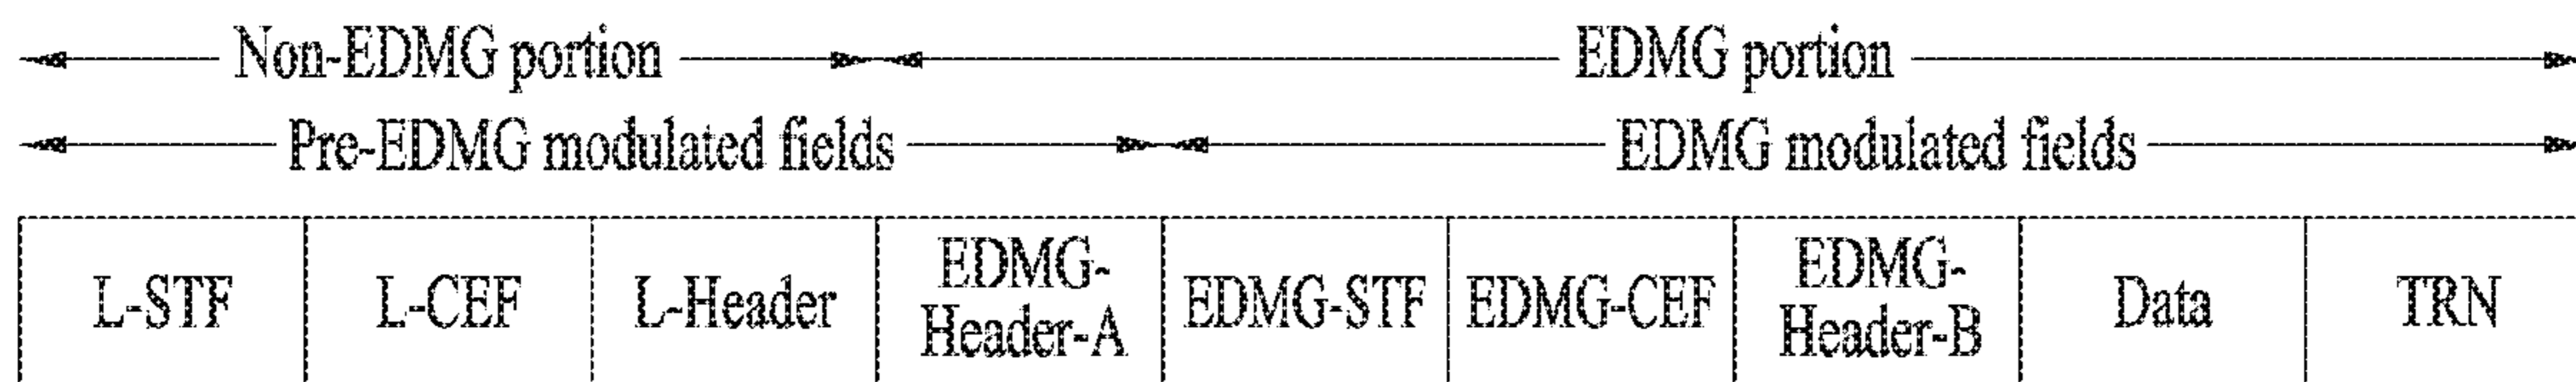 Non-EDMG portion EDMG portion
Pre-EDMG modulated fields EDMG modulated fields
L-STF L-CEF L-Header EDMG-Header-A EDMG-STF EDMG-CEF EDMG-Header-B Data TRN